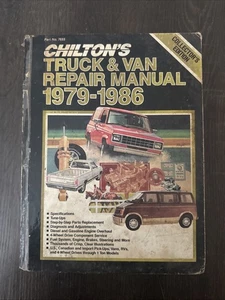 Part No. 7655
CHILTON'S
TRUCK & VAN
REPAIR MANUAL
1979-1986
COLLECTOR'S
EDITION
• Specifications
• Tune-Ups
• Step-by-Step Parts Replacement
• Diagnosis and Adjustments
• Diesel and Gasoline Engine Overhaul
• 4-Wheel Drive Component Service
• Fuel System, Engine, Brakes, Steering and More
• Thousands of Crisp, Clear Illustrations
• U.S., Canadian and Import Pick-Ups, Vans, RVs,
and 4-Wheel Drives through 1 Ton Models